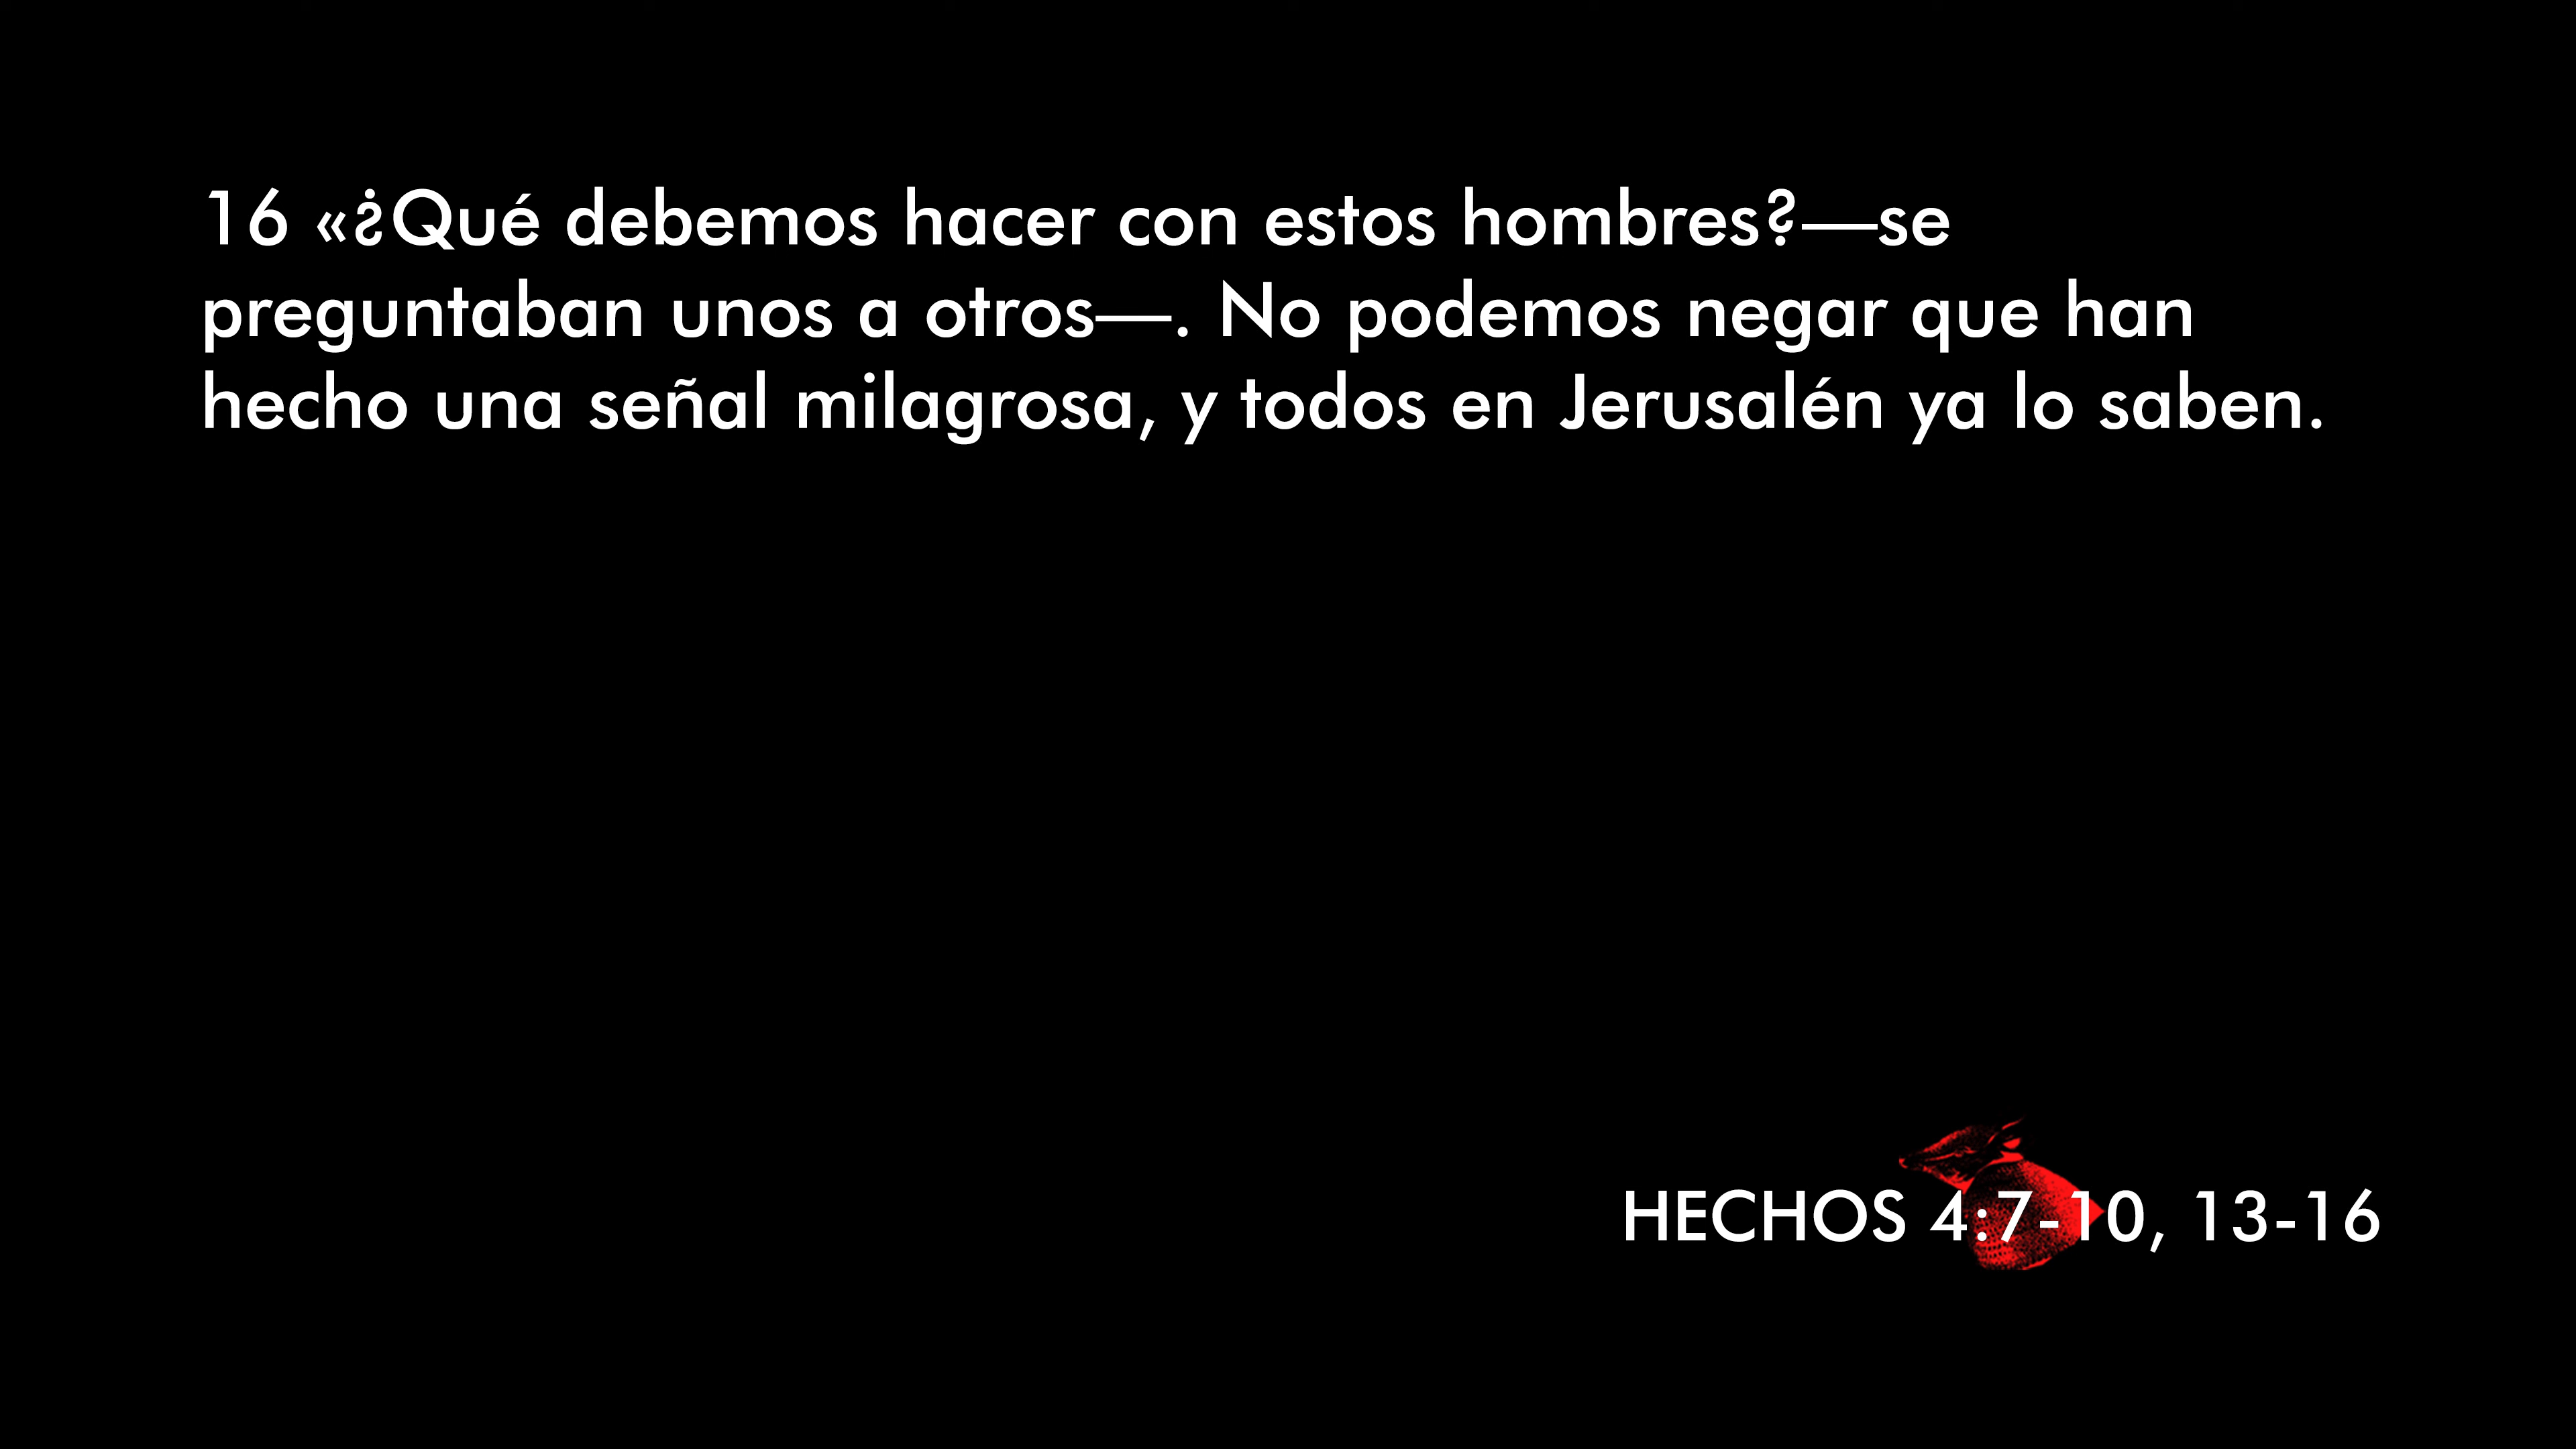 16 «¿Qué debemos hacer con estos hombres?—se
preguntaban unos a otros—. No podemos negar que han
hecho una señal milagrosa, y todos en Jerusalén ya lo saben.
HECHOS 4:7-10, 13-16